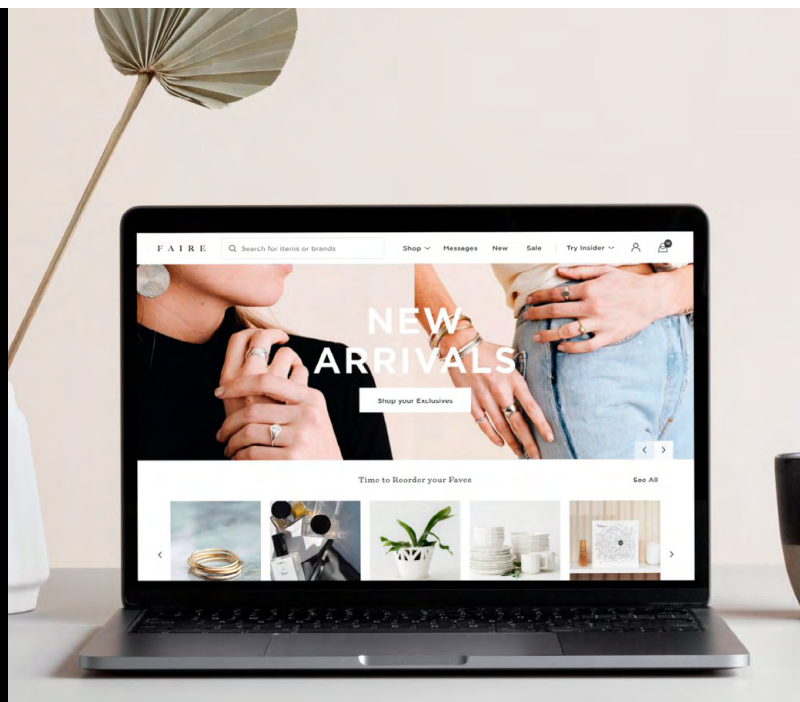 FAIRE
Search for items or brands
Shop
Messages
New
Sale
Try Insider
NEW
ARRIVALS
Shop your Exclusives
Time to Reorder your Faves
See All